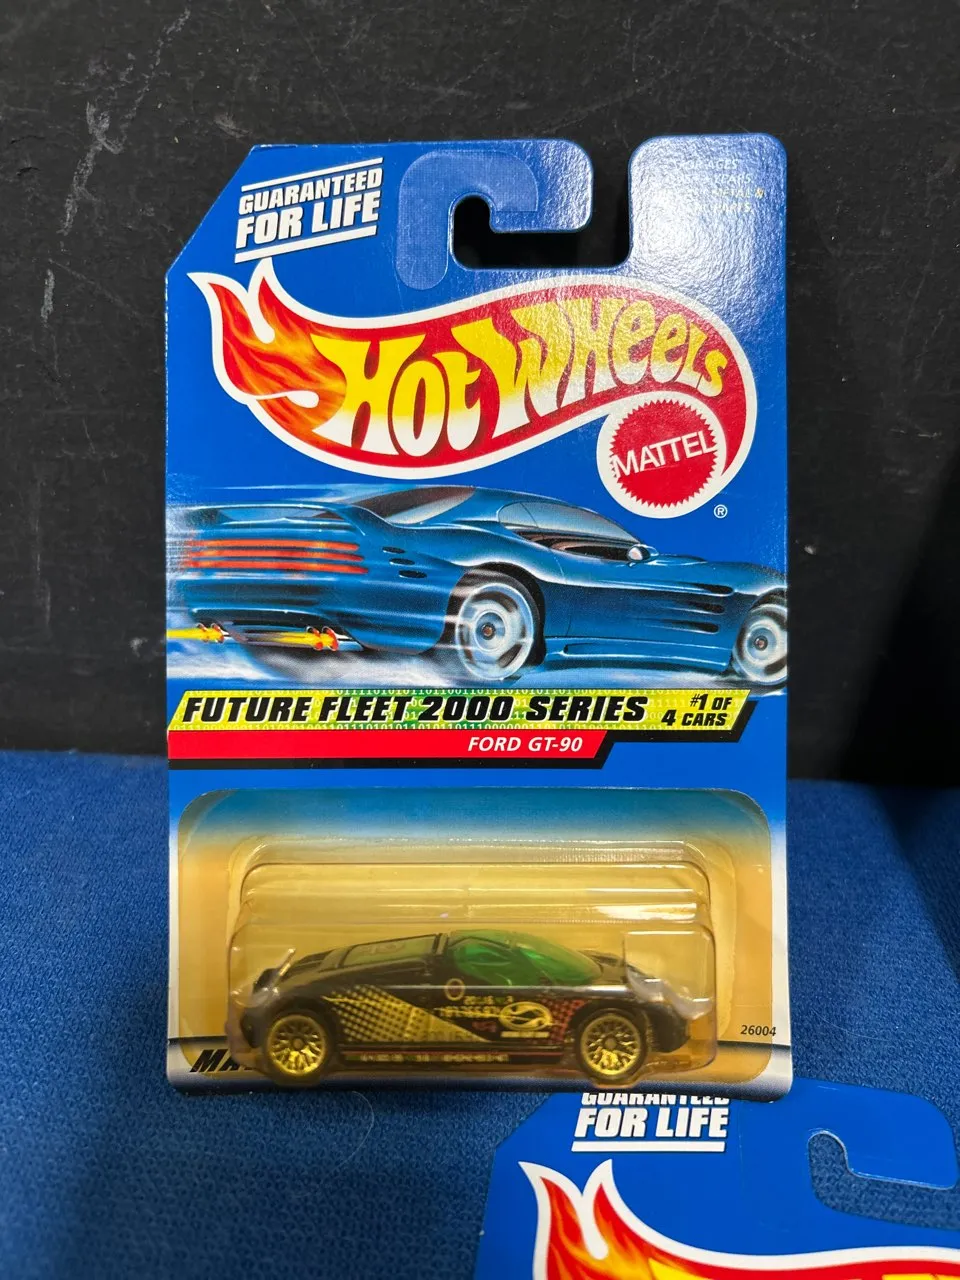 GUARANTEED
FOR LIFE
HOT WHEELS
MATTEL
®
FUTURE FLEET 2000 SERIES
#1 OF
4 CARS
FORD GT-90
26004
GUARANTEED
FOR LIFE